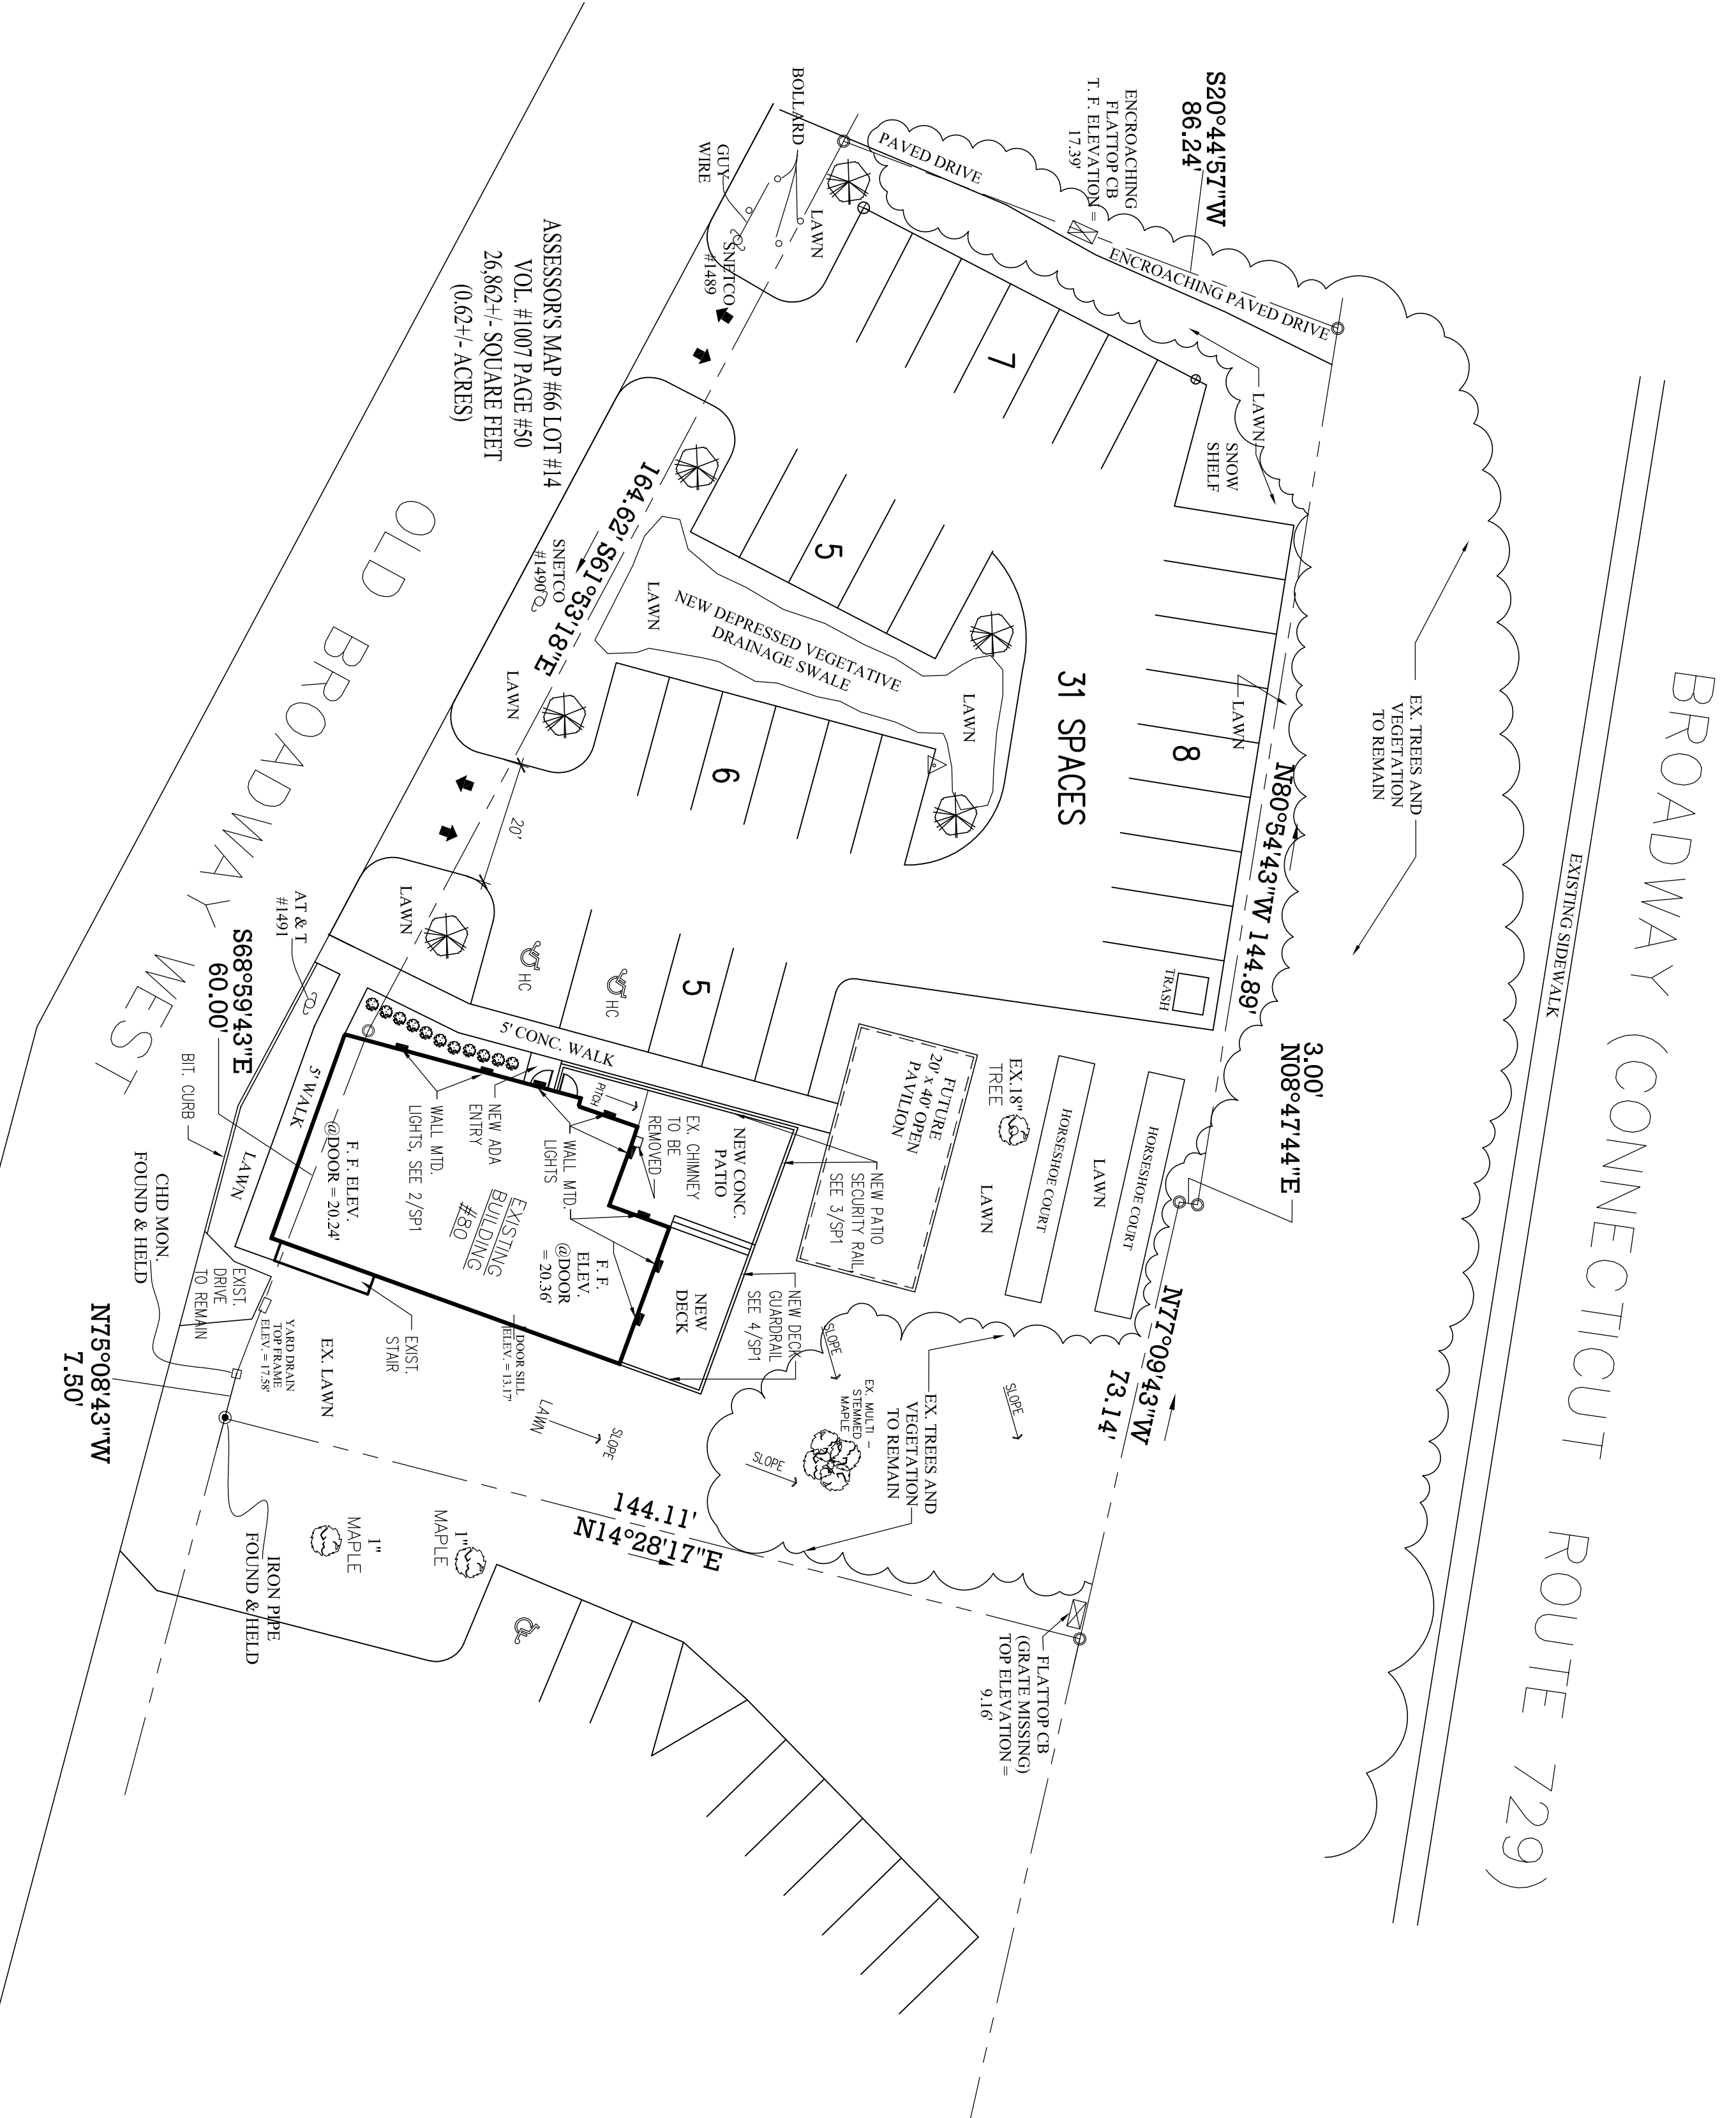 BROADWAY (CONNECTICUT ROUTE 729)
EXISTING SIDEWALK
EX. TREES AND
VEGETATION
TO REMAIN
S20°44'57"W
86.24'
ENCROACHING
FLATTOP CB
T. F. ELEVATION =
17.39'
PAVED DRIVE
ENCROACHING PAVED DRIVE
LAWN
SNOW
SHELF
LAWN
N80°54'43"W 144.89'
3.00'
N08°47'44"E
N77°09'43"W
73.14'
BOLLARD
GUY
WIRE
LAWN
SNETCO
#1489
7
5
8
31 SPACES
TRASH
NEW DEPRESSED VEGETATIVE
DRAINAGE SWALE
LAWN
LAWN
6
HORSESHOE COURT
LAWN
HORSESHOE COURT
EX.18"
TREE
LAWN
FUTURE
20' x 40' OPEN
PAVILION
ASSESSOR'S MAP #66 LOT #14
VOL. #1007 PAGE #50
26,862+/- SQUARE FEET
(0.62+/- ACRES)
164.62' S61°53'18"E
SNETCO
#1490
LAWN
20'
LAWN
HC
HC
5
5' CONC. WALK
OLD BROADWAY WEST
AT & T
#1491
S68°59'43"E
60.00'
BIT. CURB
5' WALK
LAWN
CHD MON.
FOUND & HELD
N75°08'43"W
7.50'
PITCH
NEW CONC.
PATIO
EX. CHIMNEY
TO BE
REMOVED
NEW PATIO
SECURITY RAIL
SEE 3/SP1
WALL MTD.
LIGHTS
NEW ADA
ENTRY
WALL MTD.
LIGHTS, SEE 2/SP1
F. F. ELEV.
@DOOR = 20.24'
EXISTING
BUILDING
#80
F. F.
ELEV.
@DOOR
= 20.36'
NEW
DECK
NEW DECK
GUARDRAIL
SEE 4/SP1
DOOR SILL
ELEV. = 13.17'
EXIST.
STAIR
EXIST.
DRIVE
TO REMAIN
YARD DRAIN
TOP FRAME
ELEV. = 17.58'
EX. LAWN
LAWN
SLOPE
SLOPE
SLOPE
SLOPE
EX. MULTI -
STEMMED
MAPLE
EX. TREES AND
VEGETATION
TO REMAIN
144.11'
N14°28'17"E
1"
MAPLE
1"
MAPLE
IRON PIPE
FOUND & HELD
FLATTOP CB
(GRATE MISSING)
TOP ELEVATION =
9.16'